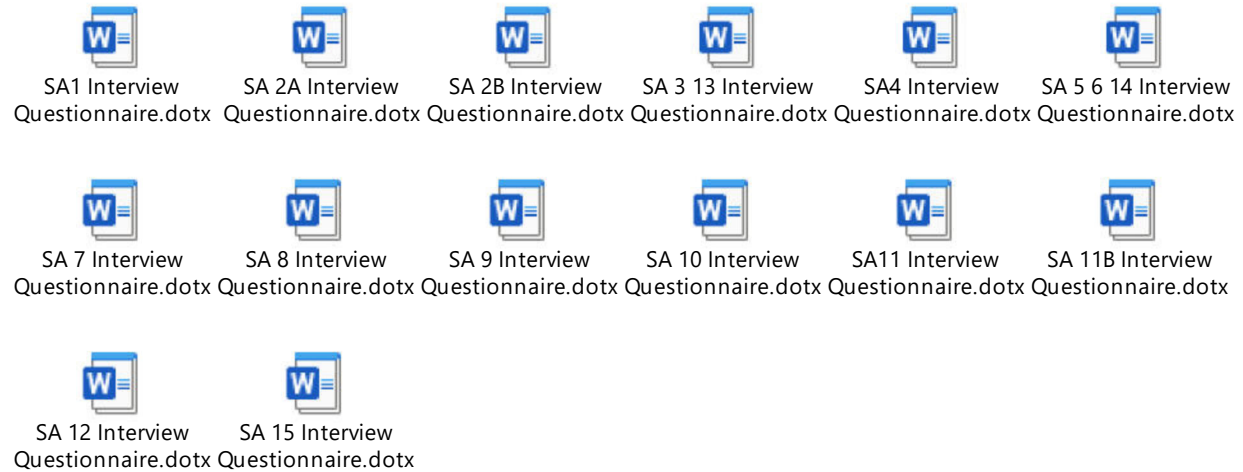 SA1 Interview
Questionnaire.dotx
SA 2A Interview
Questionnaire.dotx
SA 2B Interview
Questionnaire.dotx
SA 3 13 Interview
Questionnaire.dotx
SA4 Interview
Questionnaire.dotx
SA 5 6 14 Interview
Questionnaire.dotx
SA 7 Interview
Questionnaire.dotx
SA 8 Interview
Questionnaire.dotx
SA 9 Interview
Questionnaire.dotx
SA 10 Interview
Questionnaire.dotx
SA11 Interview
Questionnaire.dotx
SA 11B Interview
Questionnaire.dotx
SA 12 Interview
Questionnaire.dotx
SA 15 Interview
Questionnaire.dotx